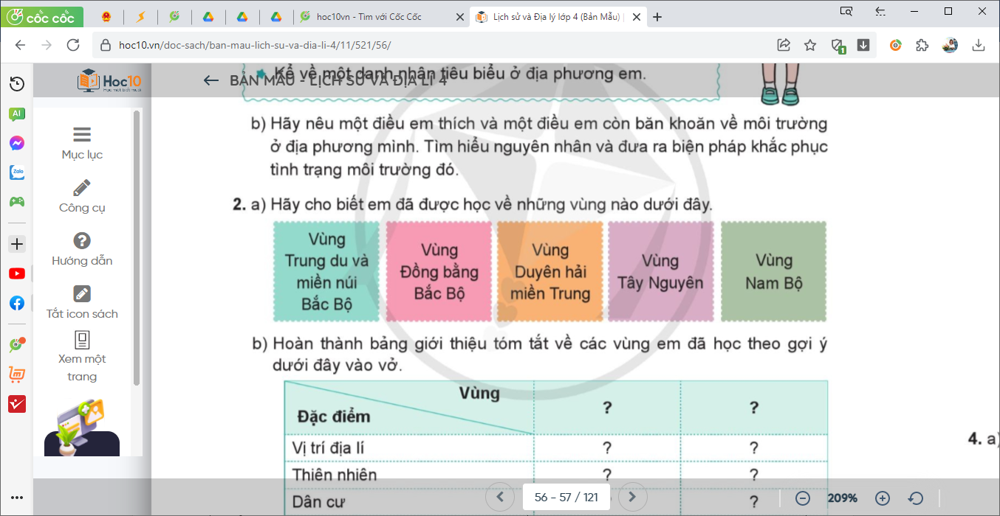 cốc cốc
hoc10vn - Tìm với Cốc Cốc
Lịch sử và Địa lý lớp 4 (Bản Mẫu)
hoc10.vn/doc-sach/ban-mau-lich-su-va-dia-li-4/11/521/56/
1
Hoc10
Học một biết mười
BẢN MẪU - LỊCH SỬ VÀ ĐỊA LÍ 4
Kể về một danh nhân tiêu biểu ở địa phương em.
AI
Zalo
Mục lục
Công cụ
Hướng dẫn
Tắt icon sách
Xem một
trang
b) Hãy nêu một điều em thích và một điều em còn băn khoăn về môi trường
ở địa phương mình. Tìm hiểu nguyên nhân và đưa ra biện pháp khắc phục
tình trạng môi trường đó.
2. a) Hãy cho biết em đã được học về những vùng nào dưới đây.
Vùng
Trung du và
miền núi
Bắc Bộ
Vùng
Đồng bằng
Bắc Bộ
Vùng
Duyên hải
miền Trung
Vùng
Tây Nguyên
Vùng
Nam Bộ
b) Hoàn thành bảng giới thiệu tóm tắt về các vùng em đã học theo gợi ý
dưới đây vào vở.
Vùng
Đặc điểm
? ?
Vị trí địa lí ? ?
Thiên nhiên ? ?
Dân cư ?
4. a)
56 - 57 / 121
209%